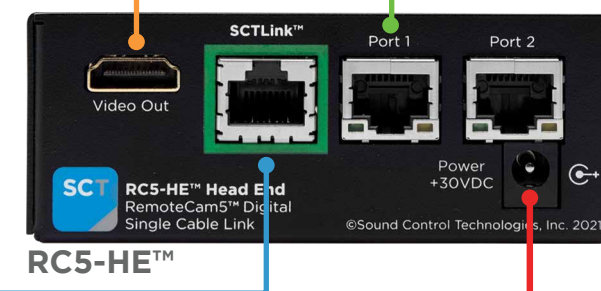 SCTLink™
Port 1
Port 2
Video Out
Power
+30VDC
SCT
RC5-HE™ Head End
RemoteCam5™ Digital
Single Cable Link
©Sound Control Technologies, Inc. 2021
RC5-HE™